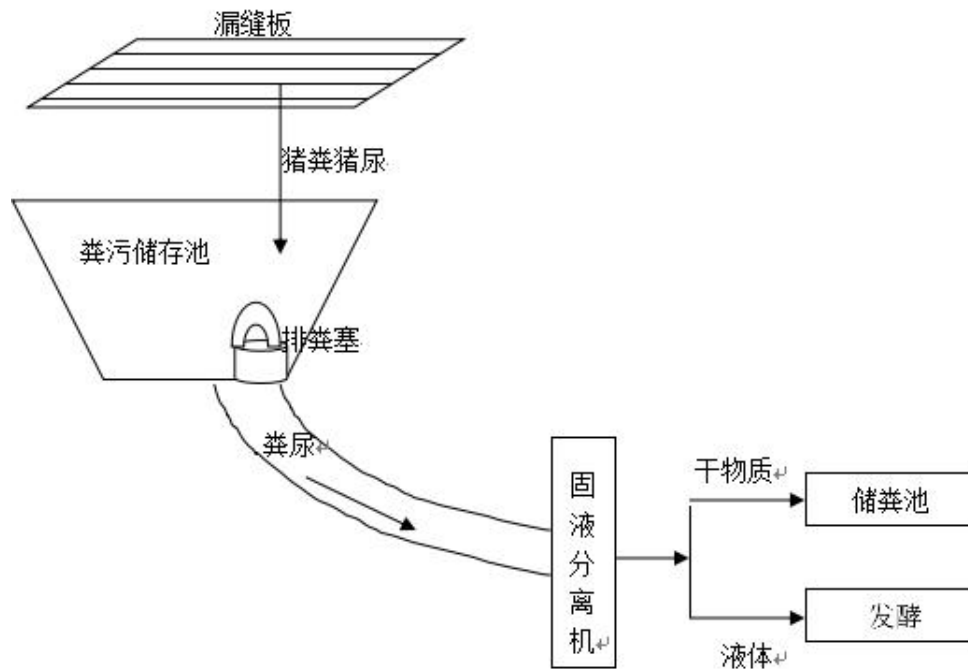 漏缝板
猪粪猪尿
粪污储存池
排粪塞
粪尿
固液分离机
干物质
储粪池
发酵
液体